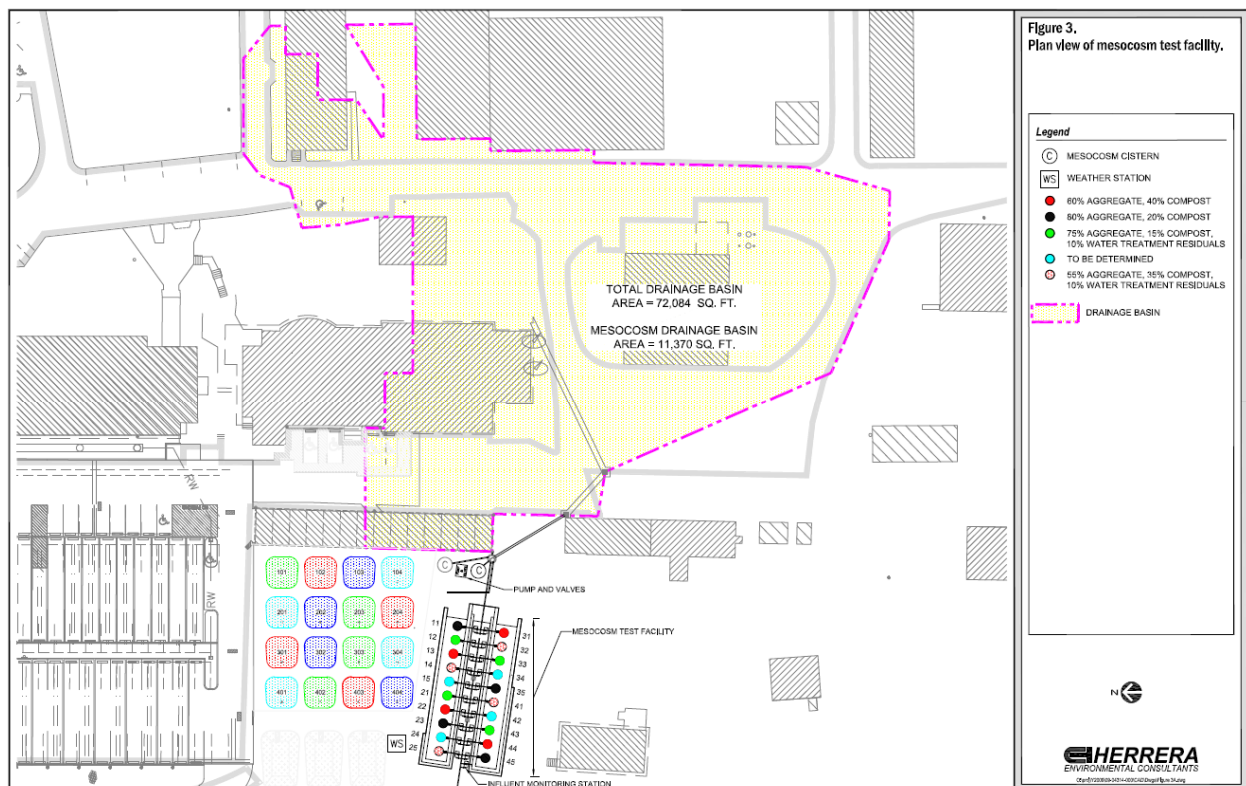 Figure 3.
Plan view of mesocosm test facility.
Legend
C MESOCOSM CISTERN
WS WEATHER STATION
60% AGGREGATE, 40% COMPOST
80% AGGREGATE, 20% COMPOST
75% AGGREGATE, 15% COMPOST,
10% WATER TREATMENT RESIDUALS
TO BE DETERMINED
55% AGGREGATE, 35% COMPOST,
10% WATER TREATMENT RESIDUALS
DRAINAGE BASIN
TOTAL DRAINAGE BASIN
AREA = 72,084 SQ. FT.
MESOCOSM DRAINAGE BASIN
AREA = 11,370 SQ. FT.
RW
RW
C C
PUMP AND VALVES
101 102 103 104
201 202 203 204
301 302 303 304
401 402 403 404
MESOCOSM TEST FACILITY
11
12
13
14
15
21
22
23
24
25
31
32
33
34
35
41
42
43
44
45
WS
INFLUENT MONITORING STATION
N
HERRERA
ENVIRONMENTAL CONSULTANTS